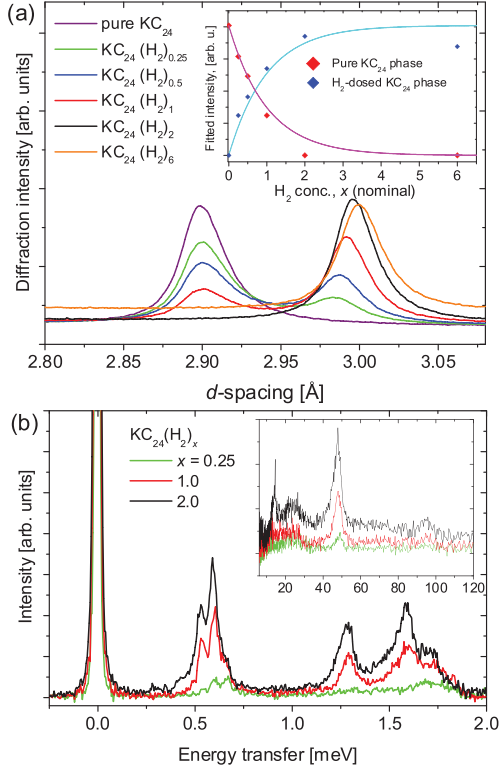 (a)
pure KC24
KC24 (H2)0.25
KC24 (H2)0.5
KC24 (H2)1
KC24 (H2)2
KC24 (H2)6
Diffraction intensity [arb. units]
Fitted intensity, [arb. u.]
Pure KC24 phase
H2-dosed KC24 phase
0 1 2 3 4 5 6
H2 conc., x (nominal)
2.80 2.85 2.90 2.95 3.00 3.05
d-spacing [Å]
(b)
KC24(H2)x
x = 0.25
1.0
2.0
20 40 60 80 100 120
Intensity [arb. units]
0.0 0.5 1.0 1.5 2.0
Energy transfer [meV]